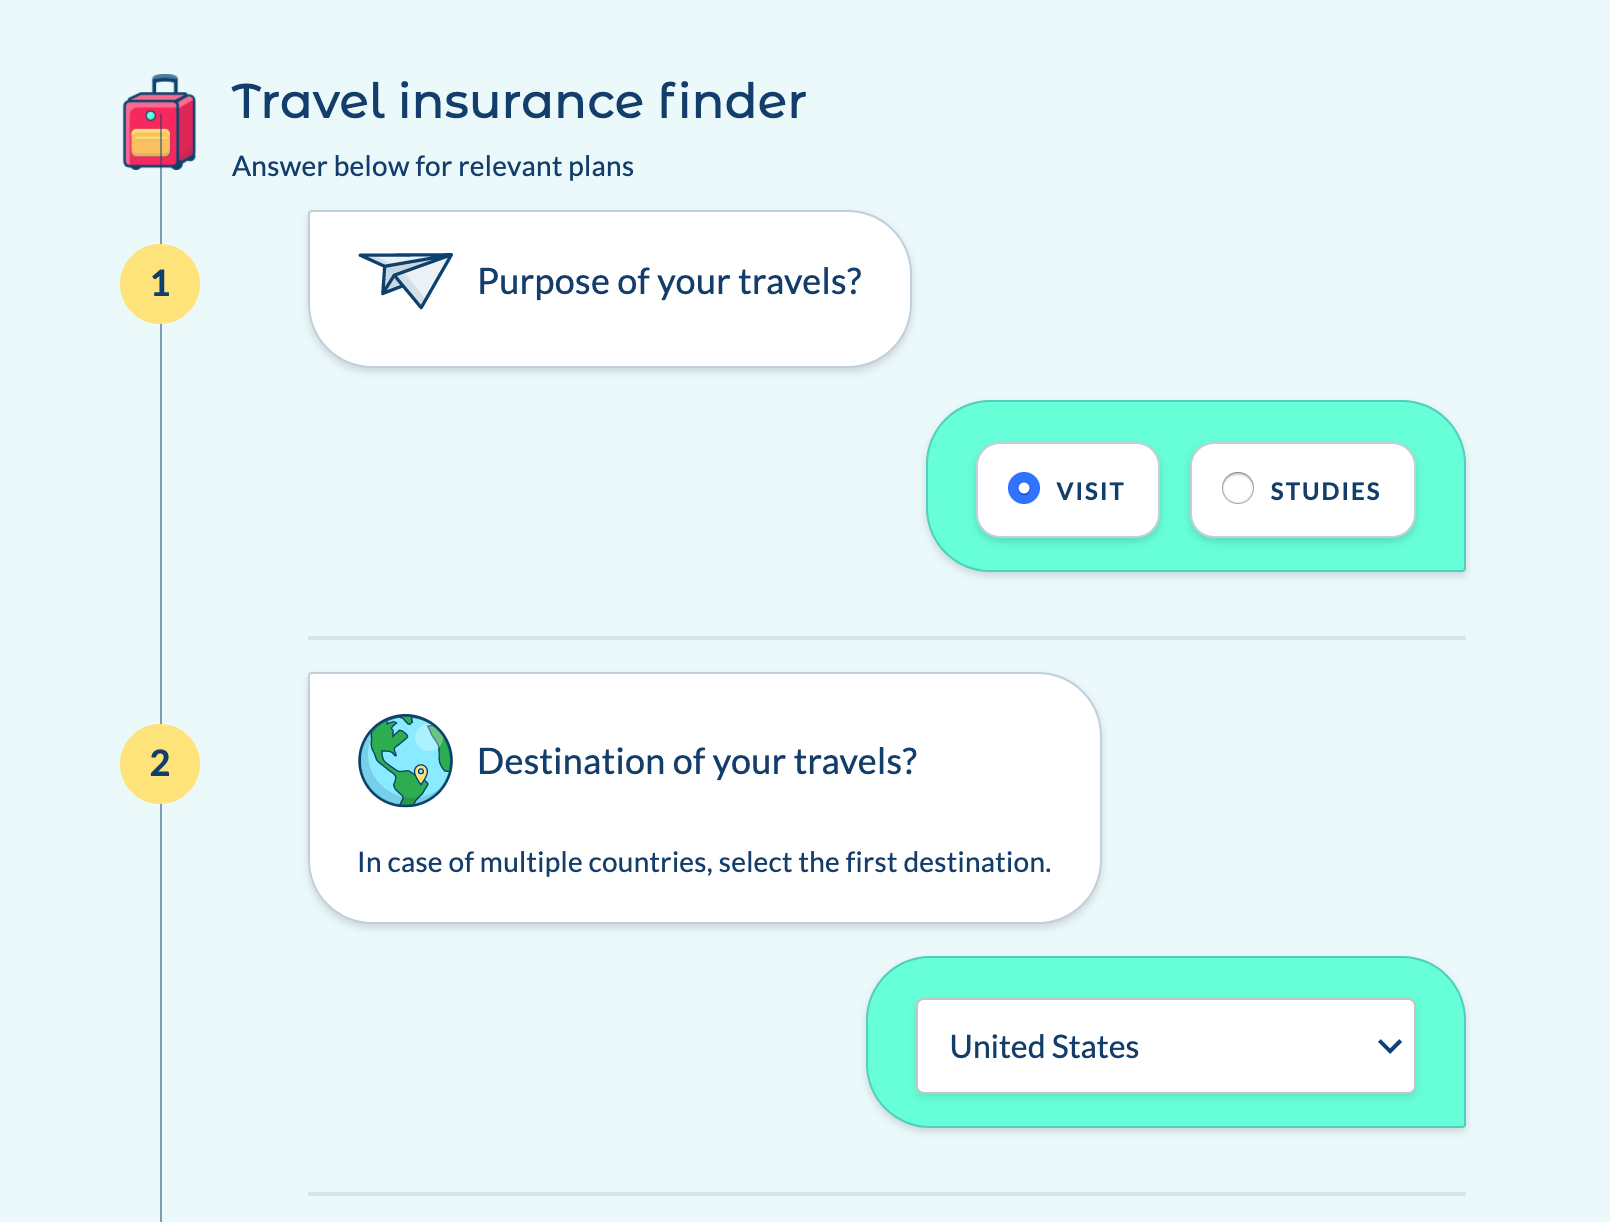 Travel insurance finder
Answer below for relevant plans
1
Purpose of your travels?
VISIT
STUDIES
2
Destination of your travels?
In case of multiple countries, select the first destination.
United States